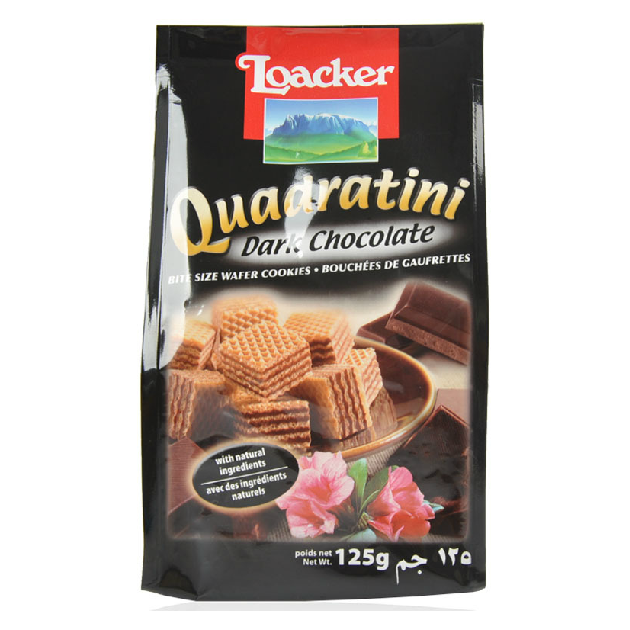 Loacker
Quadratini
Dark Chocolate
BITE SIZE WAFER COOKIES • BOUCHÉES DE GAUFRETTES
with natural
ingredients
avec des ingrédients
naturels
poids net
Net Wt. 125g جم ١٢٥